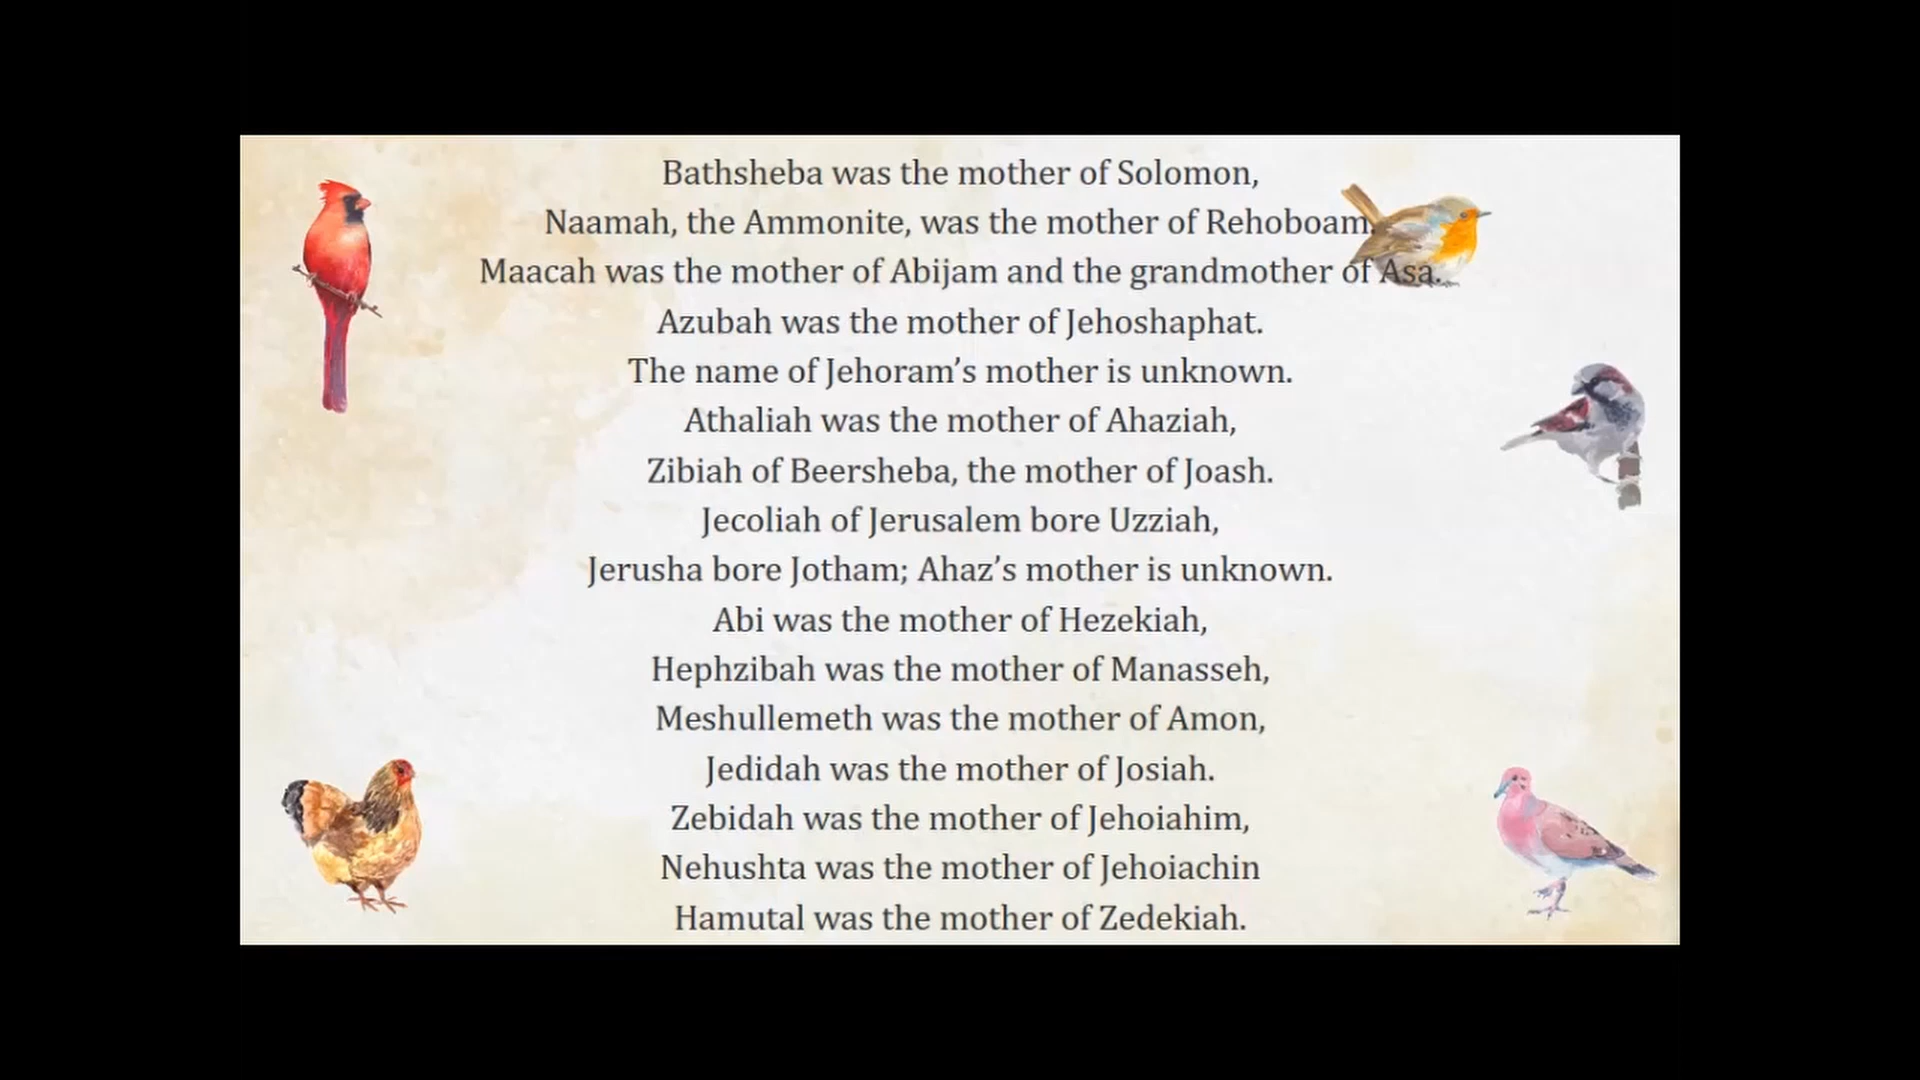 Bathsheba was the mother of Solomon,
Naamah, the Ammonite, was the mother of Rehoboam.
Maacah was the mother of Abijam and the grandmother of Asa.
Azubah was the mother of Jehoshaphat.
The name of Jehoram’s mother is unknown.
Athaliah was the mother of Ahaziah,
Zibiah of Beersheba, the mother of Joash.
Jecoliah of Jerusalem bore Uzziah,
Jerusha bore Jotham; Ahaz’s mother is unknown.
Abi was the mother of Hezekiah,
Hephzibah was the mother of Manasseh,
Meshullemeth was the mother of Amon,
Jedidah was the mother of Josiah.
Zebidah was the mother of Jehoiahim,
Nehushta was the mother of Jehoiachin
Hamutal was the mother of Zedekiah.